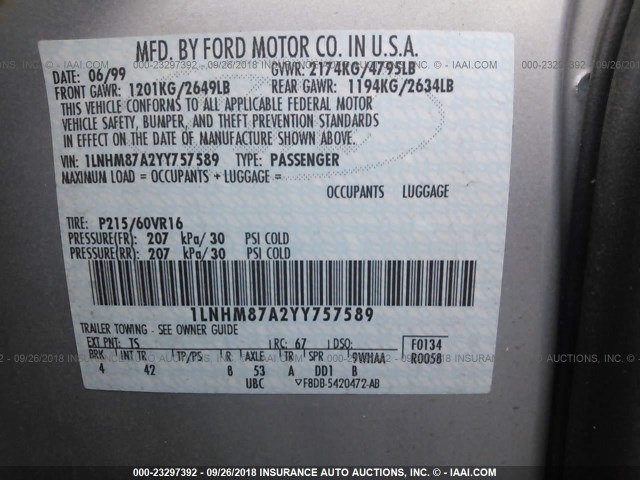 MFD. BY FORD MOTOR CO. IN U.S.A.
DATE: 06/99 GVWR: 2174KG/4795LB
FRONT GAWR: 1201KG/2649LB REAR GAWR: 1194KG/2634LB
THIS VEHICLE CONFORMS TO ALL APPLICABLE FEDERAL MOTOR
VEHICLE SAFETY, BUMPER, AND THEFT PREVENTION STANDARDS
IN EFFECT ON THE DATE OF MANUFACTURE SHOWN ABOVE.
VIN: 1LNHM87A2YY757589 TYPE: PASSENGER
MAXIMUM LOAD = OCCUPANTS + LUGGAGE =
OCCUPANTS LUGGAGE
TIRE: P215/60VR16
PRESSURE(FR): 207 kPa/ 30 PSI COLD
PRESSURE(RR): 207 kPa/ 30 PSI COLD
1LNHM87A2YY757589
TRAILER TOWING - SEE OWNER GUIDE
EXT PNT: TS RC: 67 DSO: F0134
BRK INT TR TP/PS R AXLE TR SPR 9WHAA R0058
4 42 8 53 A DD1 B
UBC ▽F8DB-5420472-AB
000-23297392 - 09/26/2018 INSURANCE AUTO AUCTIONS, INC. - © IAAI.COM